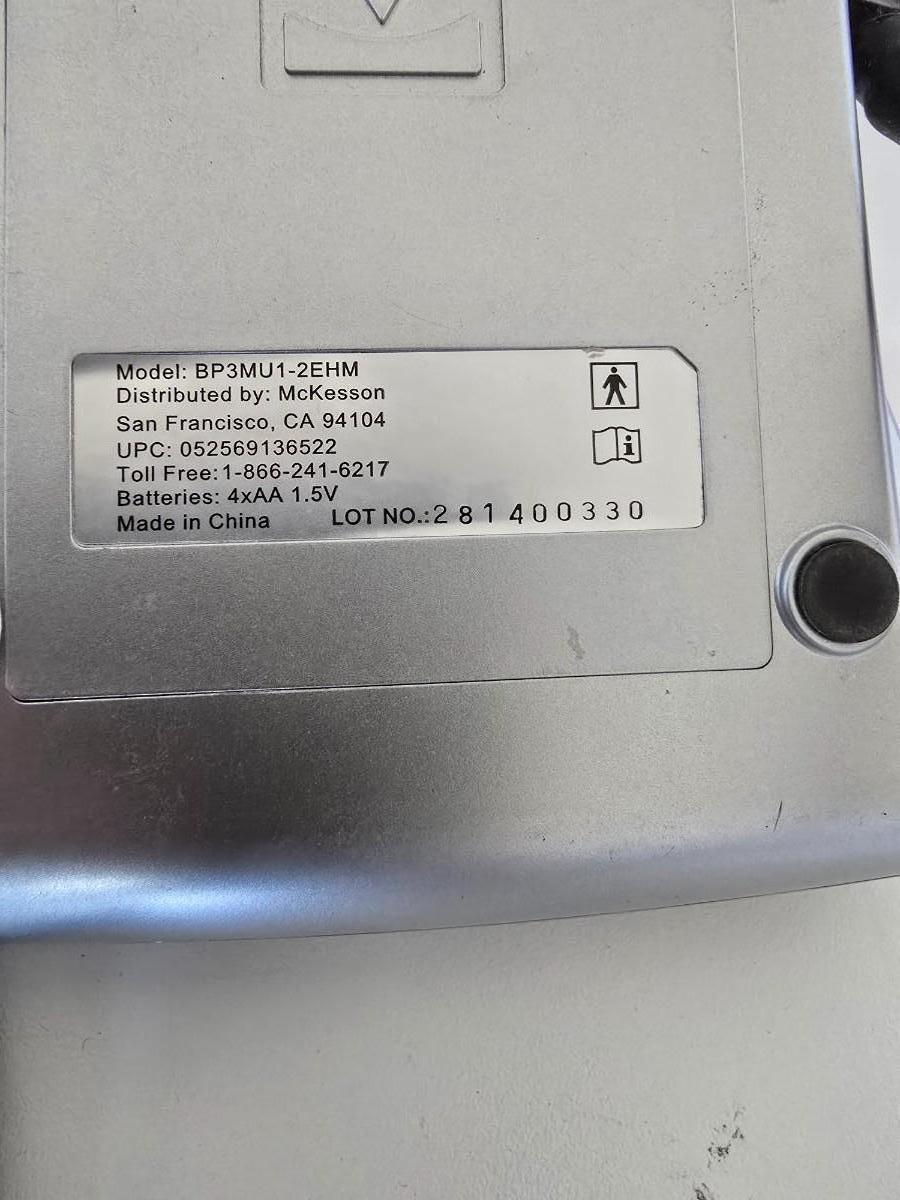 Model: BP3MU1-2EHM
Distributed by: McKesson
San Francisco, CA 94104
UPC: 052569136522
Toll Free:1-866-241-6217
Batteries: 4xAA 1.5V
Made in China LOT NO.:281400330